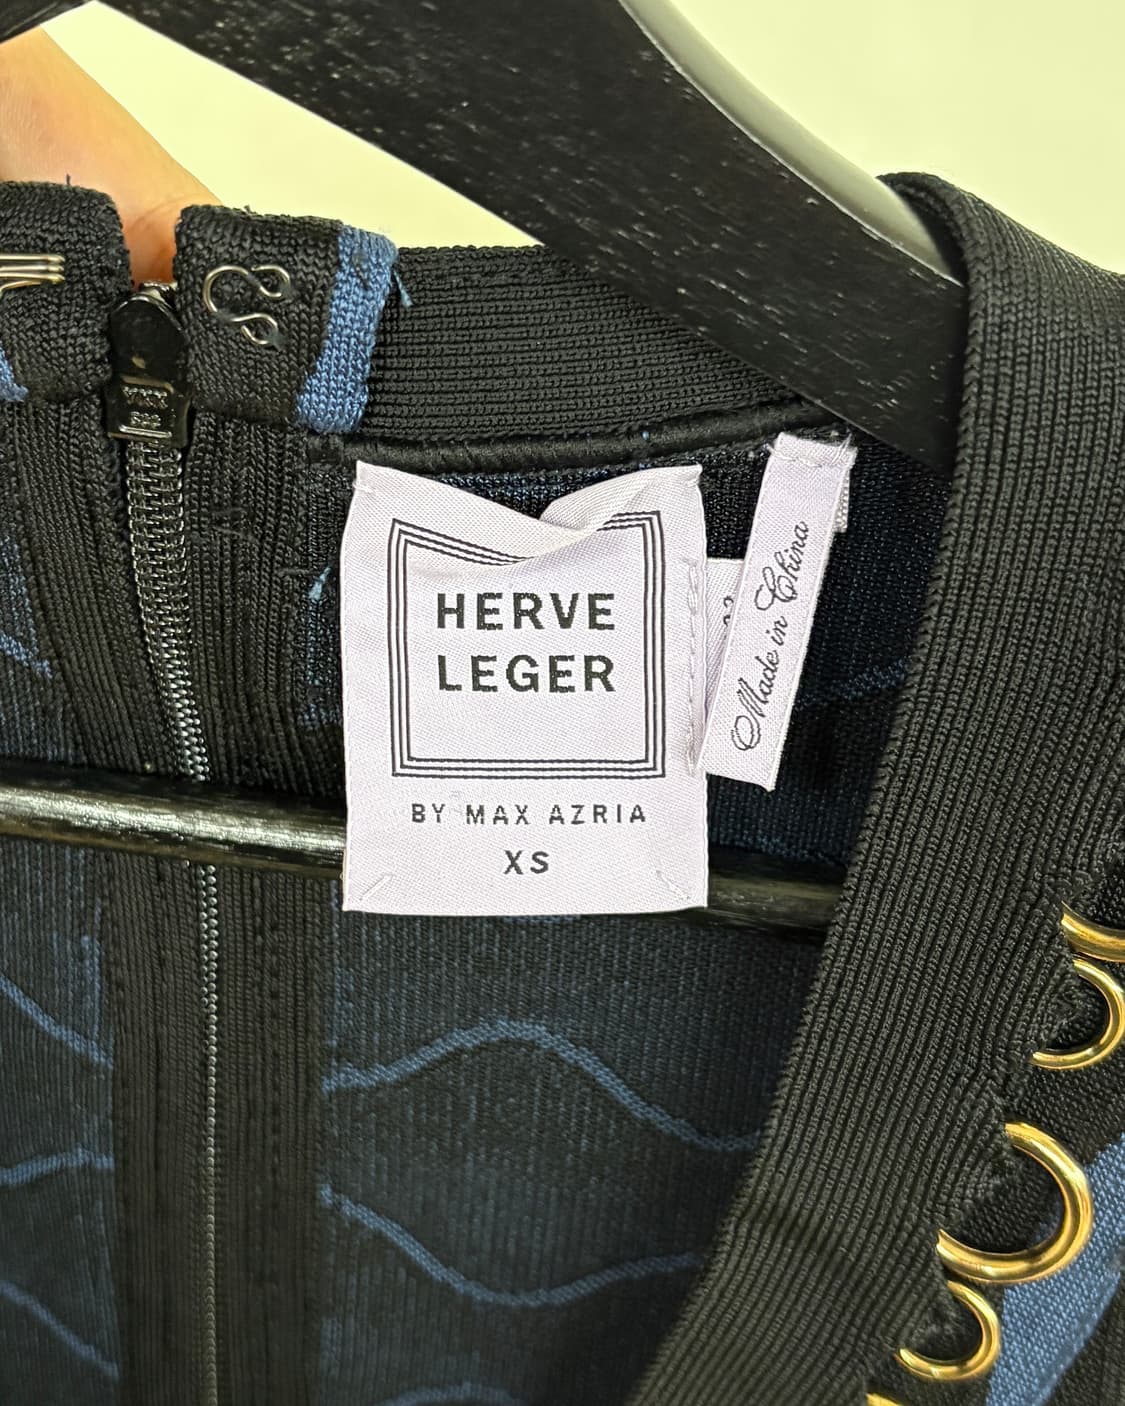 HERVE
LEGER
BY MAX AZRIA
XS
Made in China